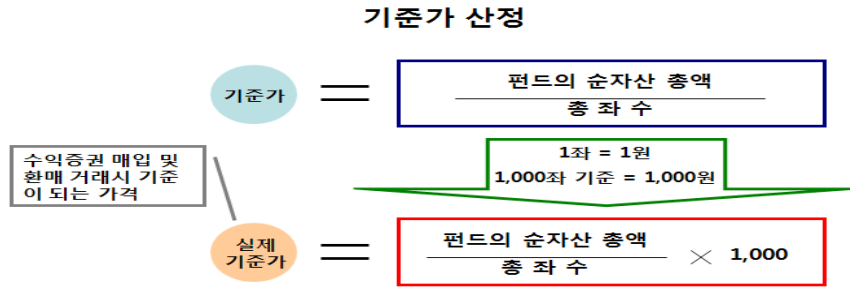 기준가 산정
기준가
펀드의 순자산 총액
총 좌 수
1좌 = 1원
1,000좌 기준 = 1,000원
수익증권 매입 및
환매 거래시 기준
이 되는 가격
실제
기준가
펀드의 순자산 총액
총 좌 수
× 1,000